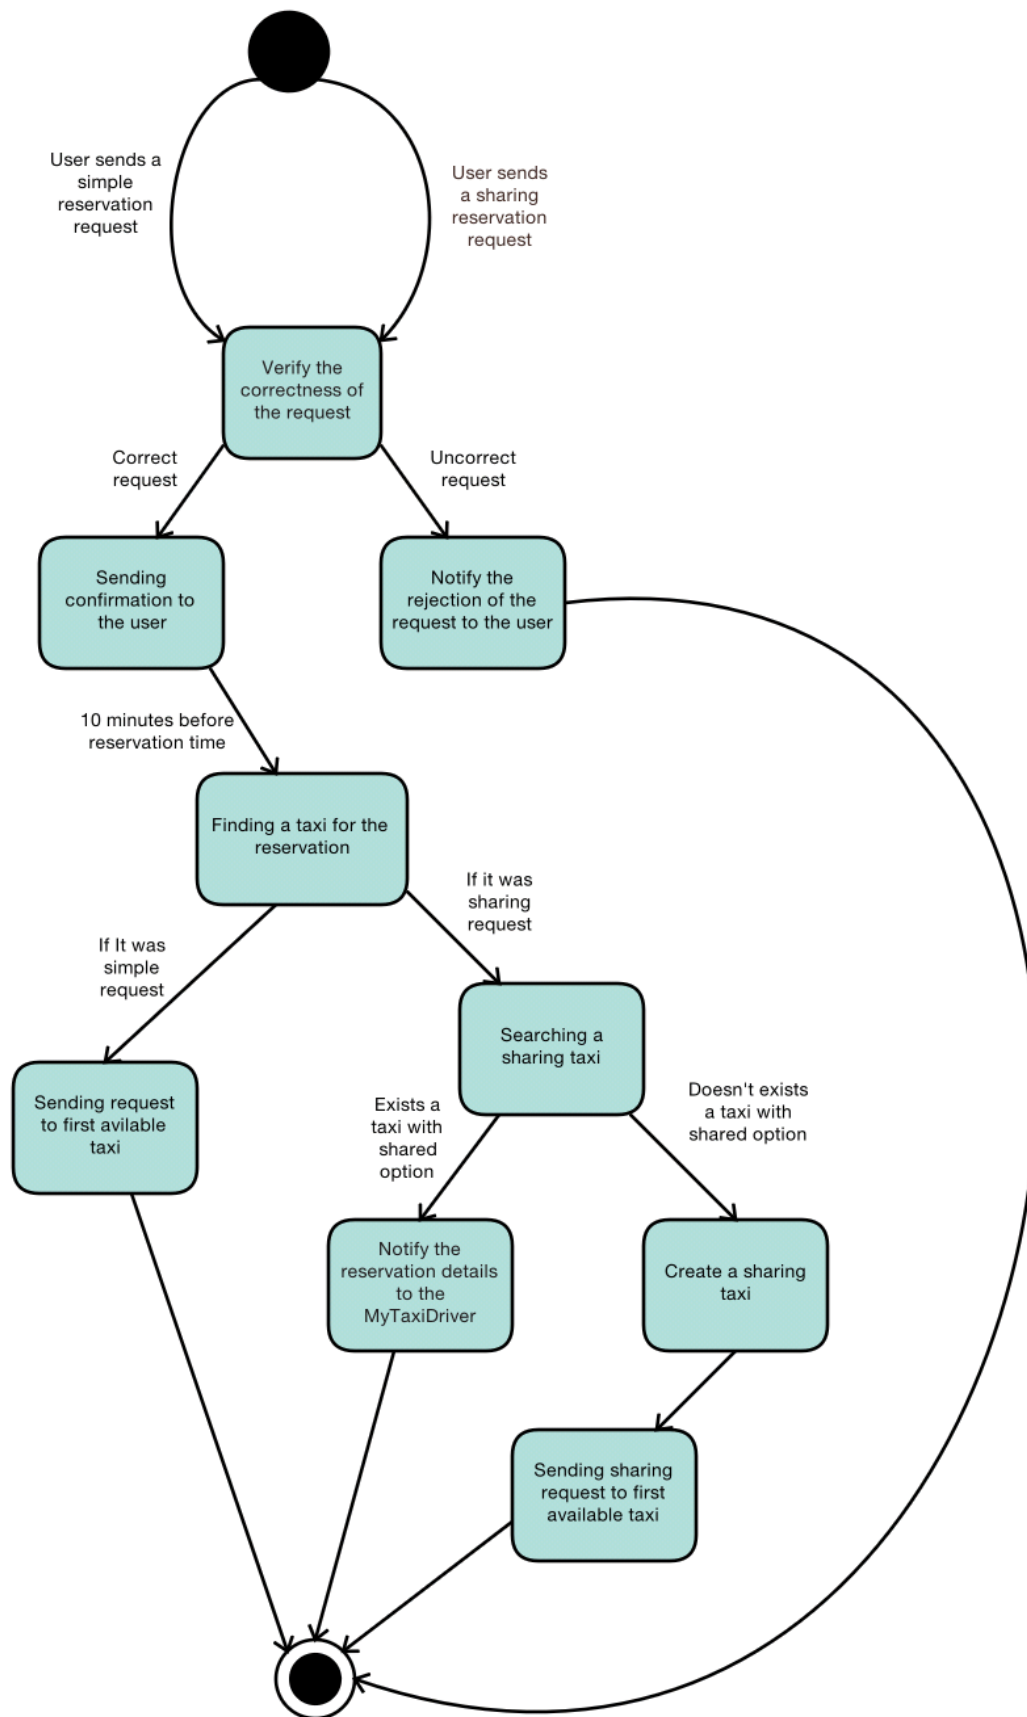 User sends a
simple
reservation
request
User sends
a sharing
reservation
request
Verify the
correctness of
the request
Correct
request
Uncorrect
request
Sending
confirmation to
the user
Notify the
rejection of the
request to the user
10 minutes before
reservation time
Finding a taxi for the
reservation
If it was
sharing
request
If It was
simple
request
Searching a
sharing taxi
Sending request
to first avilable
taxi
Exists a
taxi with
shared
option
Doesn't exists
a taxi with
shared option
Notify the
reservation details
to the
MyTaxiDriver
Create a sharing
taxi
Sending sharing
request to first
available taxi